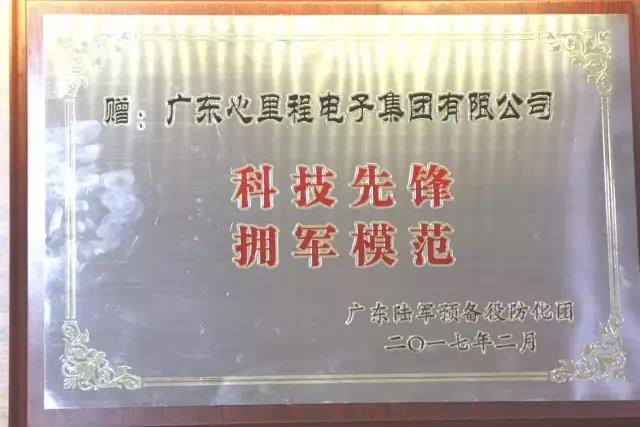 赠：广东心里程电子集团有限公司
科技先锋
拥军模范
广东陆军预备役防化团
二〇一七年二月